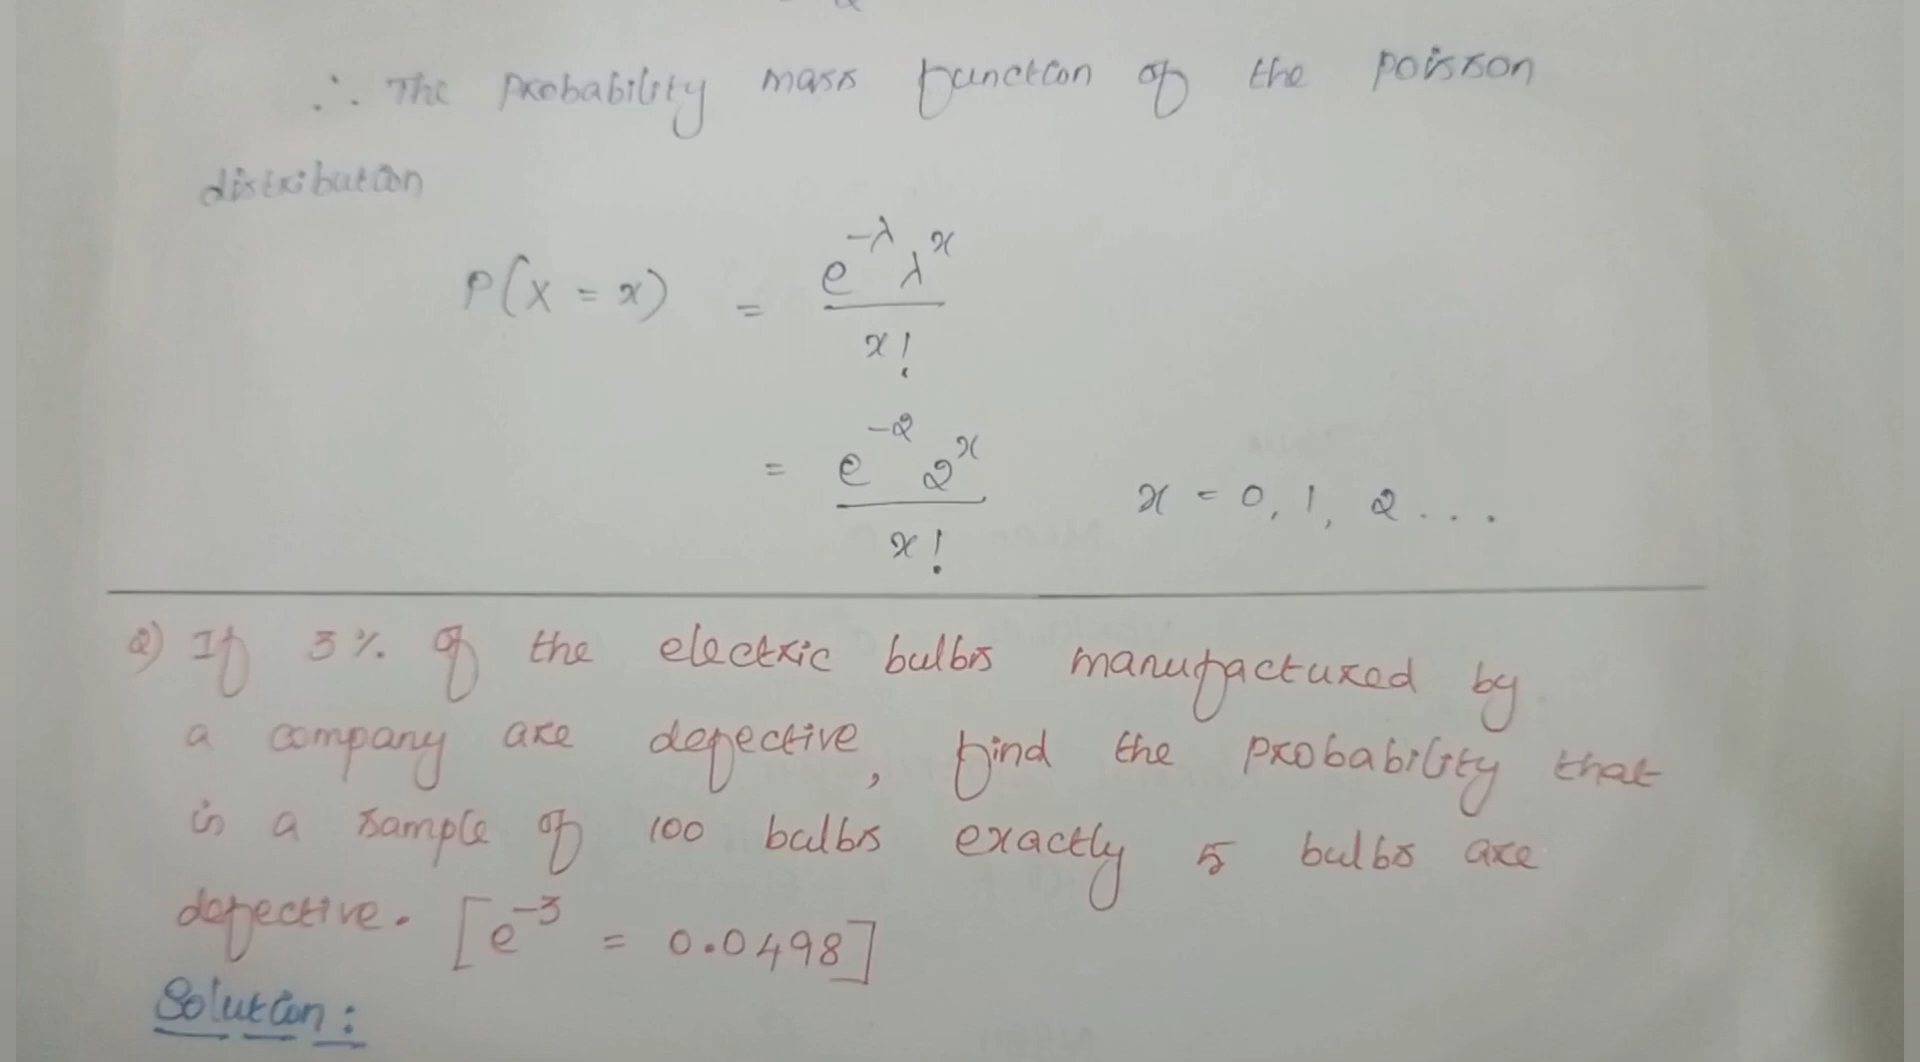 ∴ The probability mass function of the poisson
distribution
P(X = x) = e^{-λ} λ^x / x!
= e^{-2} 2^x / x! x = 0, 1, 2 ...
2) If 3% of the electric bulbs manufactured by
a company are defective, find the probability that
in a sample of 100 bulbs exactly 5 bulbs are
defective. [e^{-3} = 0.0498]
Solution: